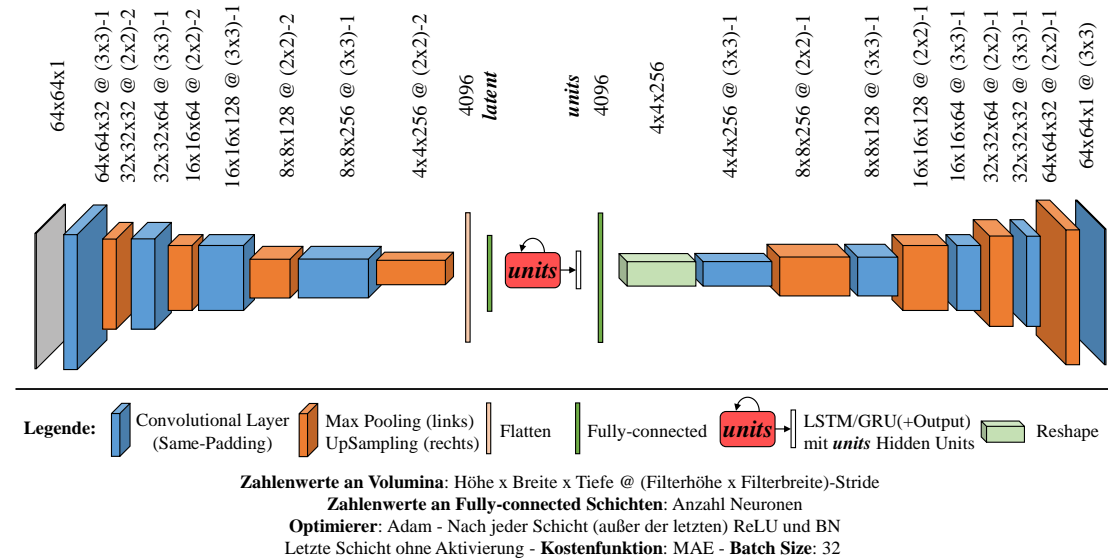 64x64x1
64x64x32 @ (3x3)-1
32x32x32 @ (2x2)-2
32x32x64 @ (3x3)-1
16x16x64 @ (2x2)-2
16x16x128 @ (3x3)-1
8x8x128 @ (2x2)-2
8x8x256 @ (3x3)-1
4x4x256 @ (2x2)-2
4096
latent
units
4096
4x4x256
4x4x256 @ (3x3)-1
8x8x256 @ (2x2)-1
8x8x128 @ (3x3)-1
16x16x128 @ (2x2)-1
16x16x64 @ (3x3)-1
32x32x64 @ (2x2)-1
32x32x32 @ (3x3)-1
64x64x32 @ (2x2)-1
64x64x1 @ (3x3)
units
Legende:
Convolutional Layer
(Same-Padding)
Max Pooling (links)
UpSampling (rechts)
Flatten
Fully-connected
units
LSTM/GRU(+Output)
mit units Hidden Units
Reshape
Zahlenwerte an Volumina: Höhe x Breite x Tiefe @ (Filterhöhe x Filterbreite)-Stride
Zahlenwerte an Fully-connected Schichten: Anzahl Neuronen
Optimierer: Adam - Nach jeder Schicht (außer der letzten) ReLU und BN
Letzte Schicht ohne Aktivierung - Kostenfunktion: MAE - Batch Size: 32